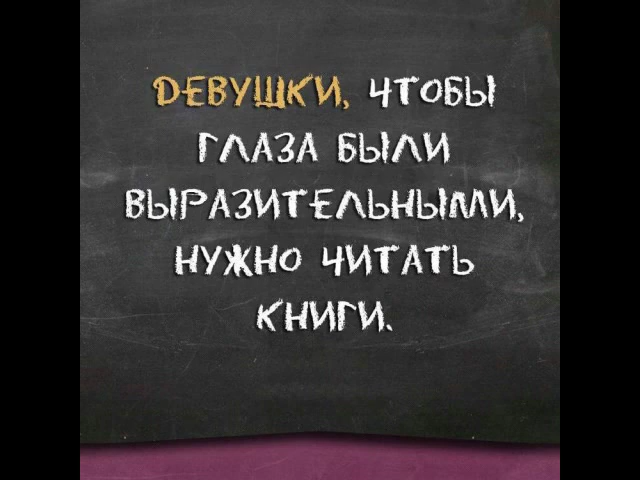 ДЕВУШКИ, ЧТОБЫ
ГЛАЗА БЫЛИ
ВЫРАЗИТЕЛЬНЫМИ,
НУЖНО ЧИТАТЬ
КНИГИ.